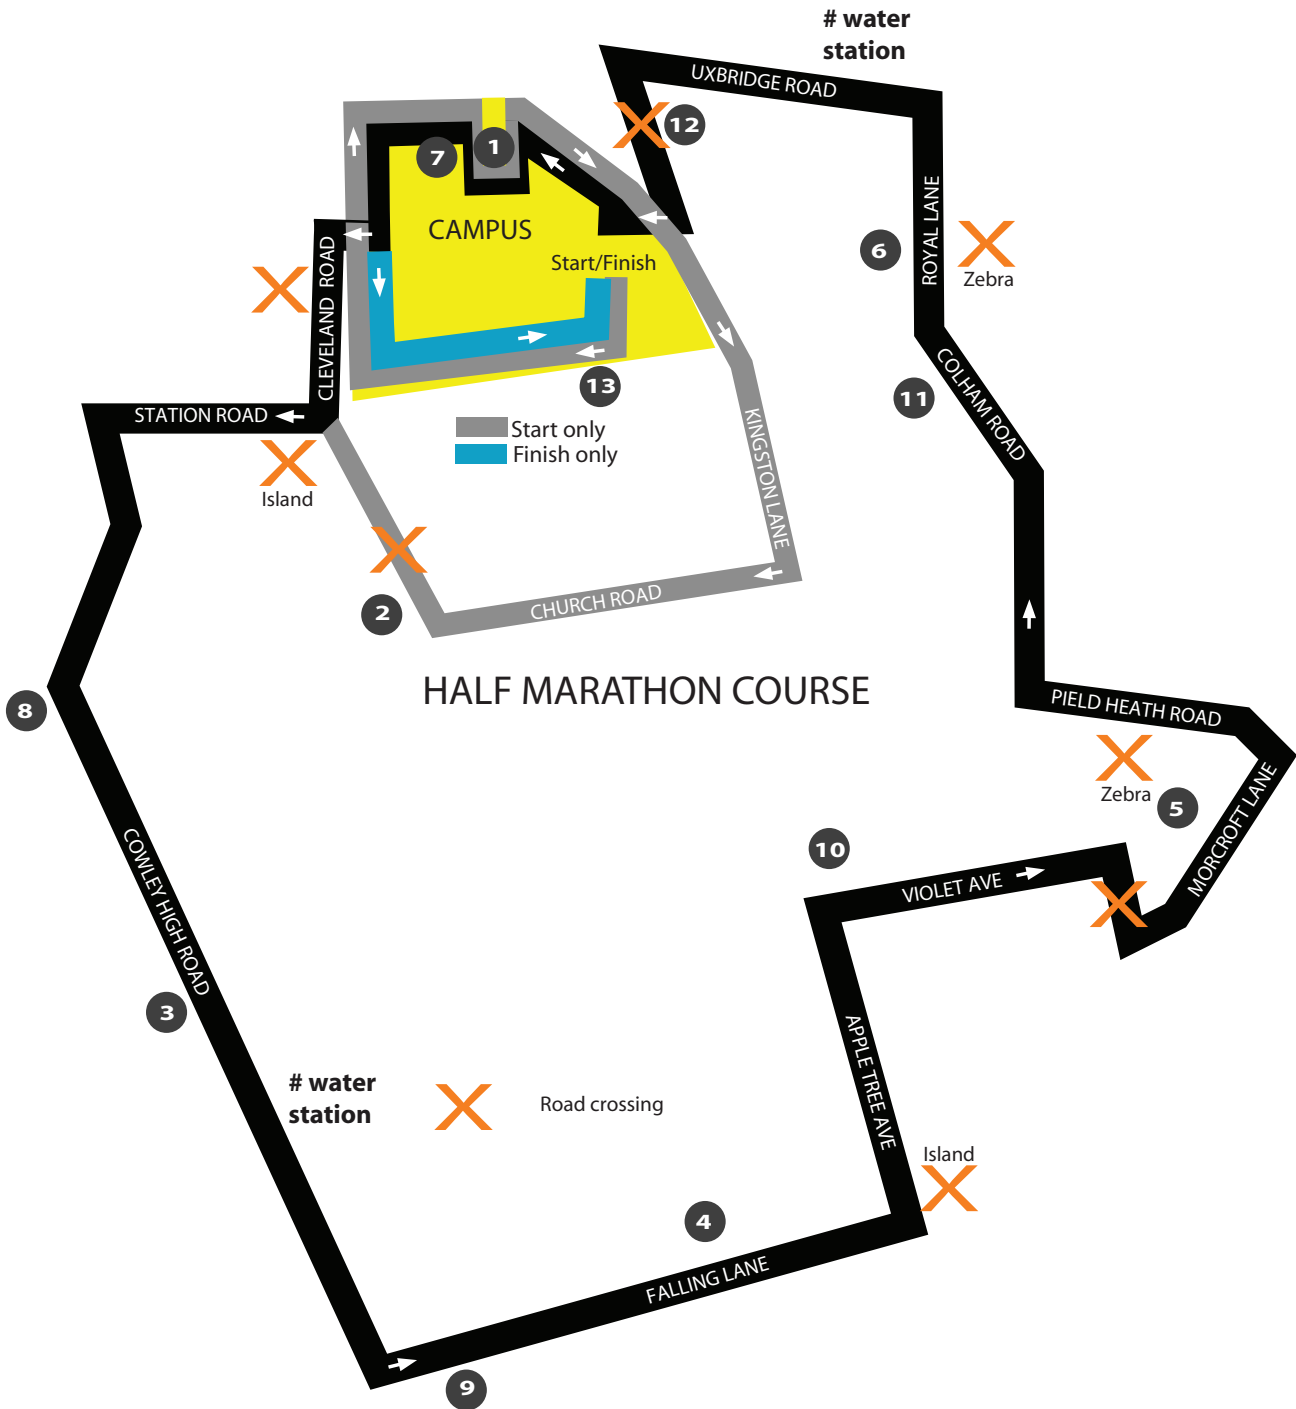 # water
station
UXBRIDGE ROAD
12
1
7
CAMPUS
ROYAL LANE
6
Zebra
Start/Finish
CLEVELAND ROAD
13
COLHAM ROAD
11
STATION ROAD
Start only
Finish only
Island
KINGSTON LANE
2
CHURCH ROAD
HALF MARATHON COURSE
8
PIELD HEATH ROAD
Zebra
5
MORCROFT LANE
10
VIOLET AVE
COWLEY HIGH ROAD
3
APPLE TREE AVE
# water
station
Road crossing
Island
4
FALLING LANE
9